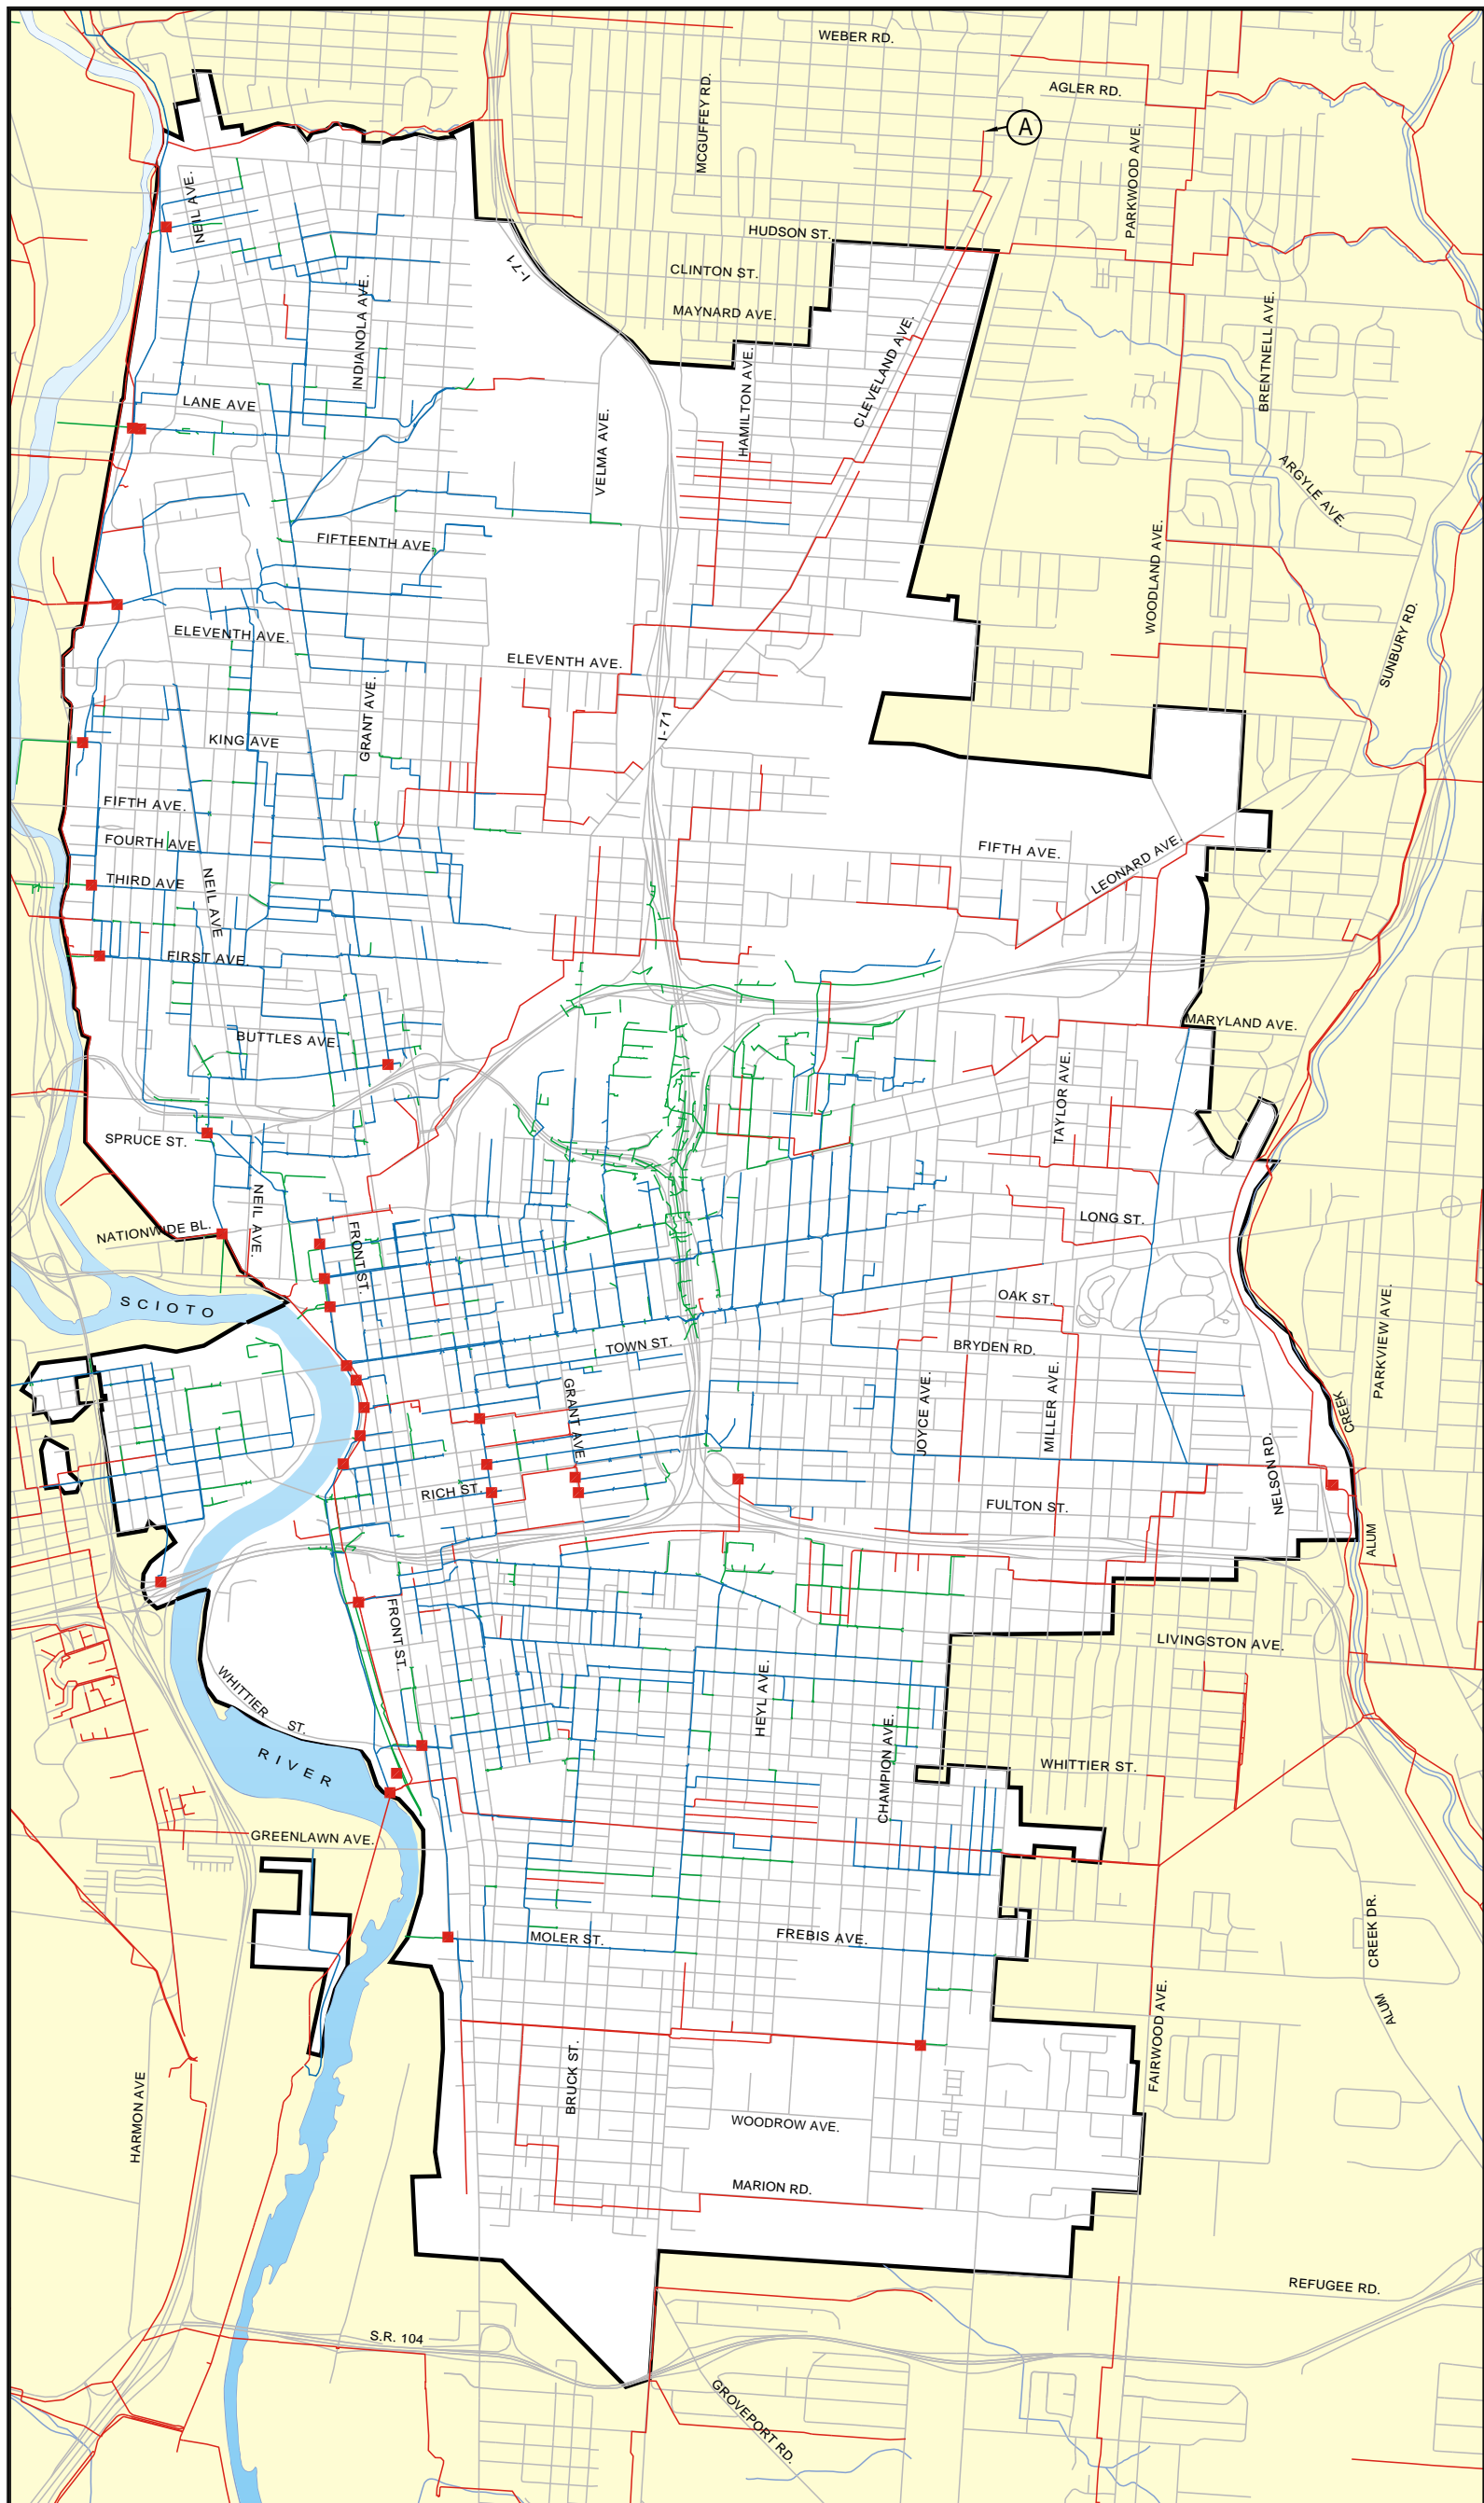 WEBER RD.
MCGUFFEY RD.
AGLER RD.
A
PARKWOOD AVE.
NEIL AVE.
HUDSON ST.
I-71
CLINTON ST.
MAYNARD AVE.
INDIANOLA AVE.
HAMILTON AVE.
CLEVELAND AVE.
BRENTNELL AVE.
LANE AVE
VELMA AVE.
ARGYLE AVE.
FIFTEENTH AVE.
WOODLAND AVE.
SUNBURY RD.
ELEVENTH AVE.
ELEVENTH AVE.
GRANT AVE.
I-71
KING AVE
FIFTH AVE.
FOURTH AVE
FIFTH AVE.
LEONARD AVE.
THIRD AVE
NEIL AVE
FIRST AVE.
BUTTLES AVE.
MARYLAND AVE.
TAYLOR AVE.
SPRUCE ST.
NEIL AVE.
NATIONWIDE BL.
FRONT ST.
LONG ST.
SCIOTO
OAK ST.
TOWN ST.
BRYDEN RD.
PARKVIEW AVE.
GRANT AVE
JOYCE AVE.
MILLER AVE.
CREEK
NELSON RD.
RICH ST.
FULTON ST.
ALUM
FRONT ST.
LIVINGSTON AVE.
WHITTIER ST.
HEYL AVE.
CHAMPION AVE.
RIVER
WHITTIER ST.
GREENLAWN AVE.
MOLER ST.
FREBIS AVE.
CREEK DR.
ALUM
FAIRWOOD AVE.
HARMON AVE
BRUCK ST.
WOODROW AVE.
MARION RD.
REFUGEE RD.
S.R. 104
GROVEPORT RD.